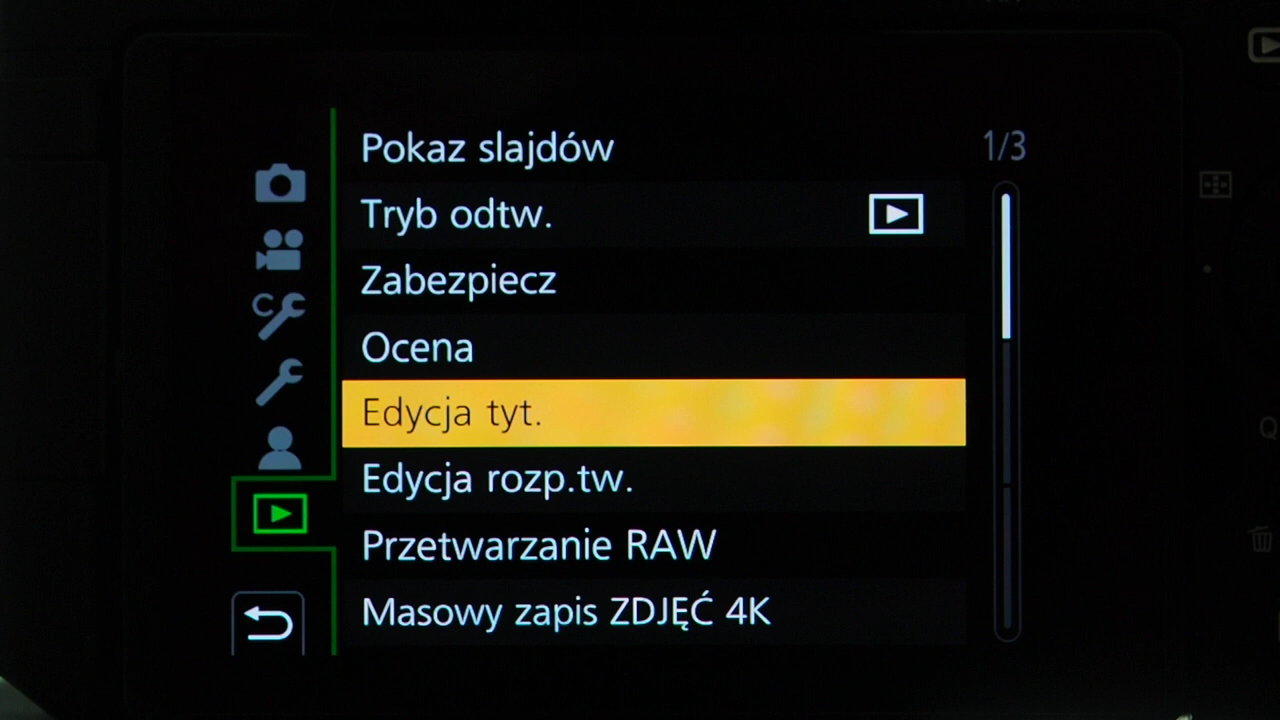 Pokaz slajdów
1/3
Tryb odtw.
Zabezpiecz
Ocena
Edycja tyt.
Edycja rozp.tw.
Przetwarzanie RAW
Masowy zapis ZDJĘĆ 4K